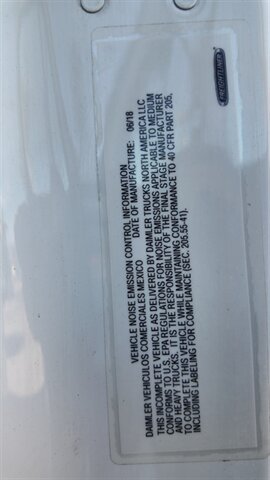 FREIGHTLINER
VEHICLE NOISE EMISSION CONTROL INFORMATION
DATE OF MANUFACTURE: 06/18
DAIMLER VEHICULOS COMERCIALES MEXICO
THIS INCOMPLETE VEHICLE AS DELIVERED BY DAIMLER TRUCKS NORTH AMERICA LLC
CONFORMS TO U.S. EPA REGULATIONS FOR NOISE EMISSIONS APPLICABLE TO MEDIUM
AND HEAVY TRUCKS. IT IS THE RESPONSIBILITY OF THE FINAL STAGE MANUFACTURER
TO COMPLETE THIS VEHICLE WHILE MAINTAINING CONFORMANCE TO 40 CFR PART 205,
INCLUDING LABELING FOR COMPLIANCE (SEC. 205.55-41).